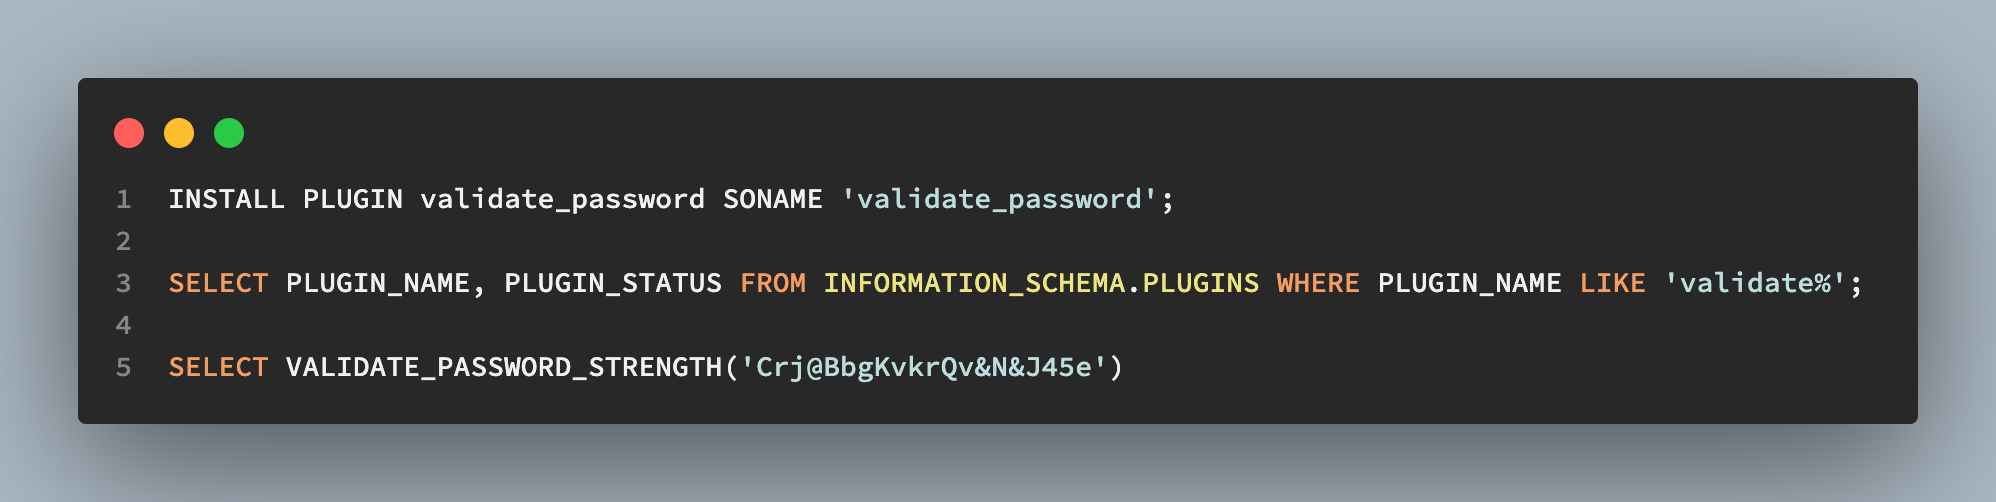 1 INSTALL PLUGIN validate_password SONAME 'validate_password';
2
3 SELECT PLUGIN_NAME, PLUGIN_STATUS FROM INFORMATION_SCHEMA.PLUGINS WHERE PLUGIN_NAME LIKE 'validate%';
4
5 SELECT VALIDATE_PASSWORD_STRENGTH('Crj@BbgKvkrQv&N&J45e')